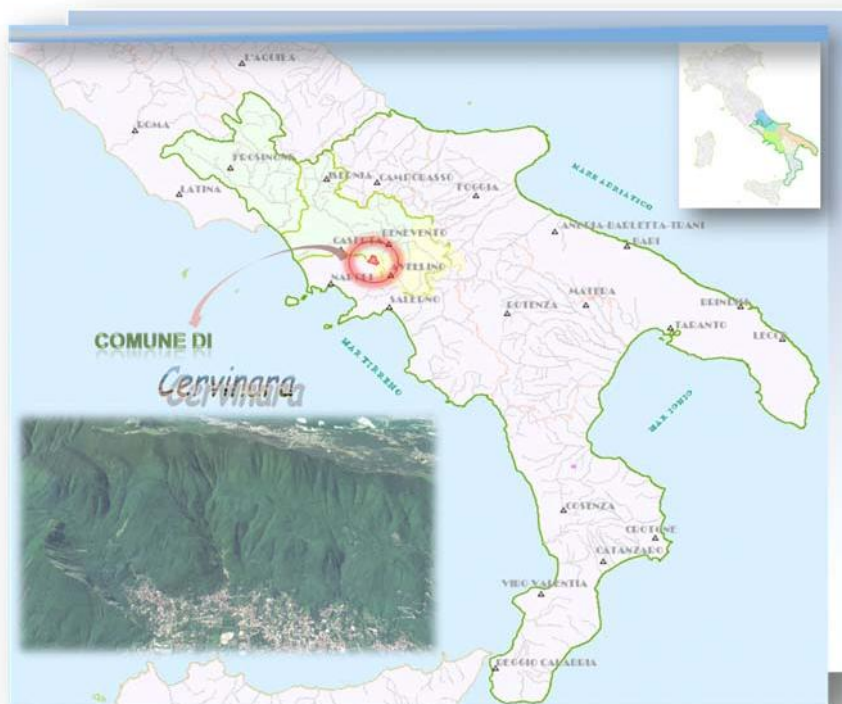 L'AQUILA
ROMA
FROSINONE
LATINA
ISERNIA
CAMPOBASSO
FOGGIA
MARE ADRIATICO
ANDRIA-BARLETTA-TRANI
BARI
BENEVENTO
CASERTA
AVELLINO
NAPOLI
SALERNO
POTENZA
MATERA
BRINDISI
TARANTO
LECCE
COMUNE DI
Cervinara
MAR TIRRENO
MAR IONIO
COSENZA
CROTONE
CATANZARO
VIBO VALENTIA
REGGIO CALABRIA